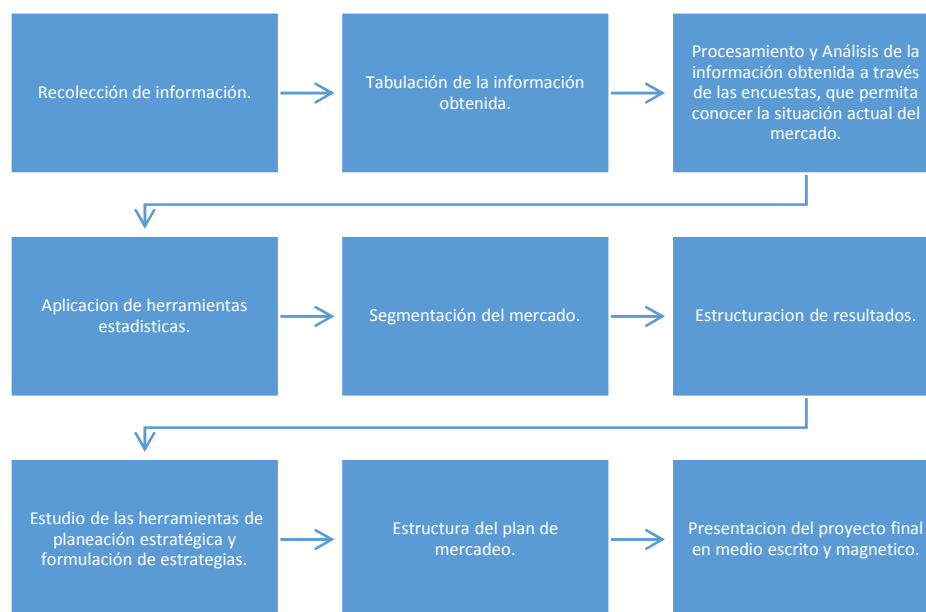 Recolección de información.
Tabulación de la información
obtenida.
Procesamiento y Análisis de la
información obtenida a través
de las encuestas, que permita
conocer la situación actual del
mercado.
Aplicacion de herramientas
estadisticas.
Segmentación del mercado.
Estructuracion de resultados.
Estudio de las herramientas de
planeación estratégica y
formulación de estrategias.
Estructura del plan de
mercadeo.
Presentacion del proyecto final
en medio escrito y magnetico.